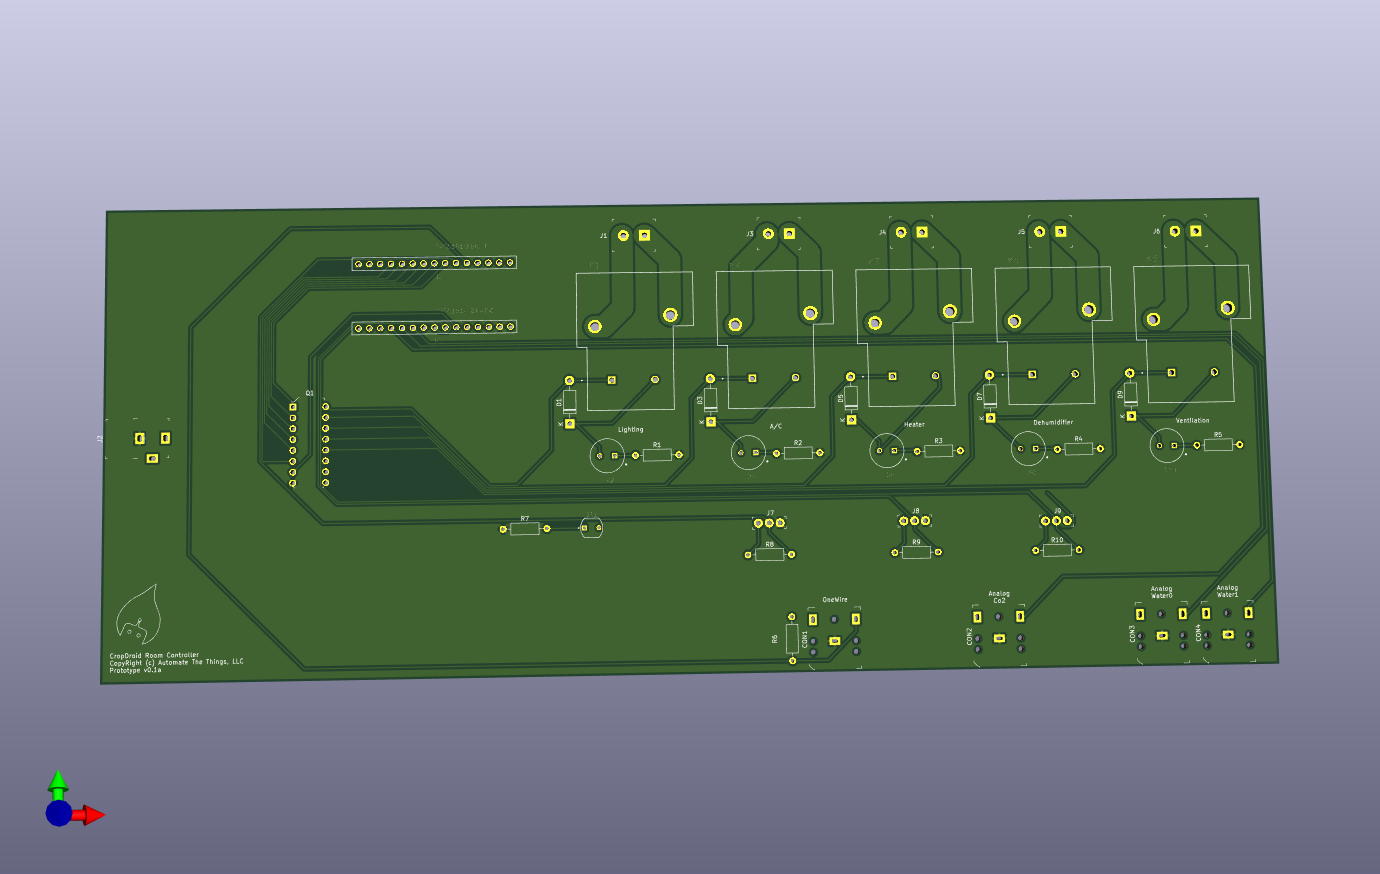 J1
J3
J4
J5
J6
Q1
D1
D3
D5
D7
D9
K
K
K
K
K
Lighting
A/C
Heater
Dehumidifier
Ventilation
R1
R2
R3
R4
R5
J2
R7
J7
J8
J9
R8
R9
R10
OneWire
Analog
Co2
Analog
Water0
Analog
Water1
R6
CON1
CON2
CON3
CON4
CropDroid Room Controller
CopyRight (c) Automate The Things, LLC
Prototype v0.1a